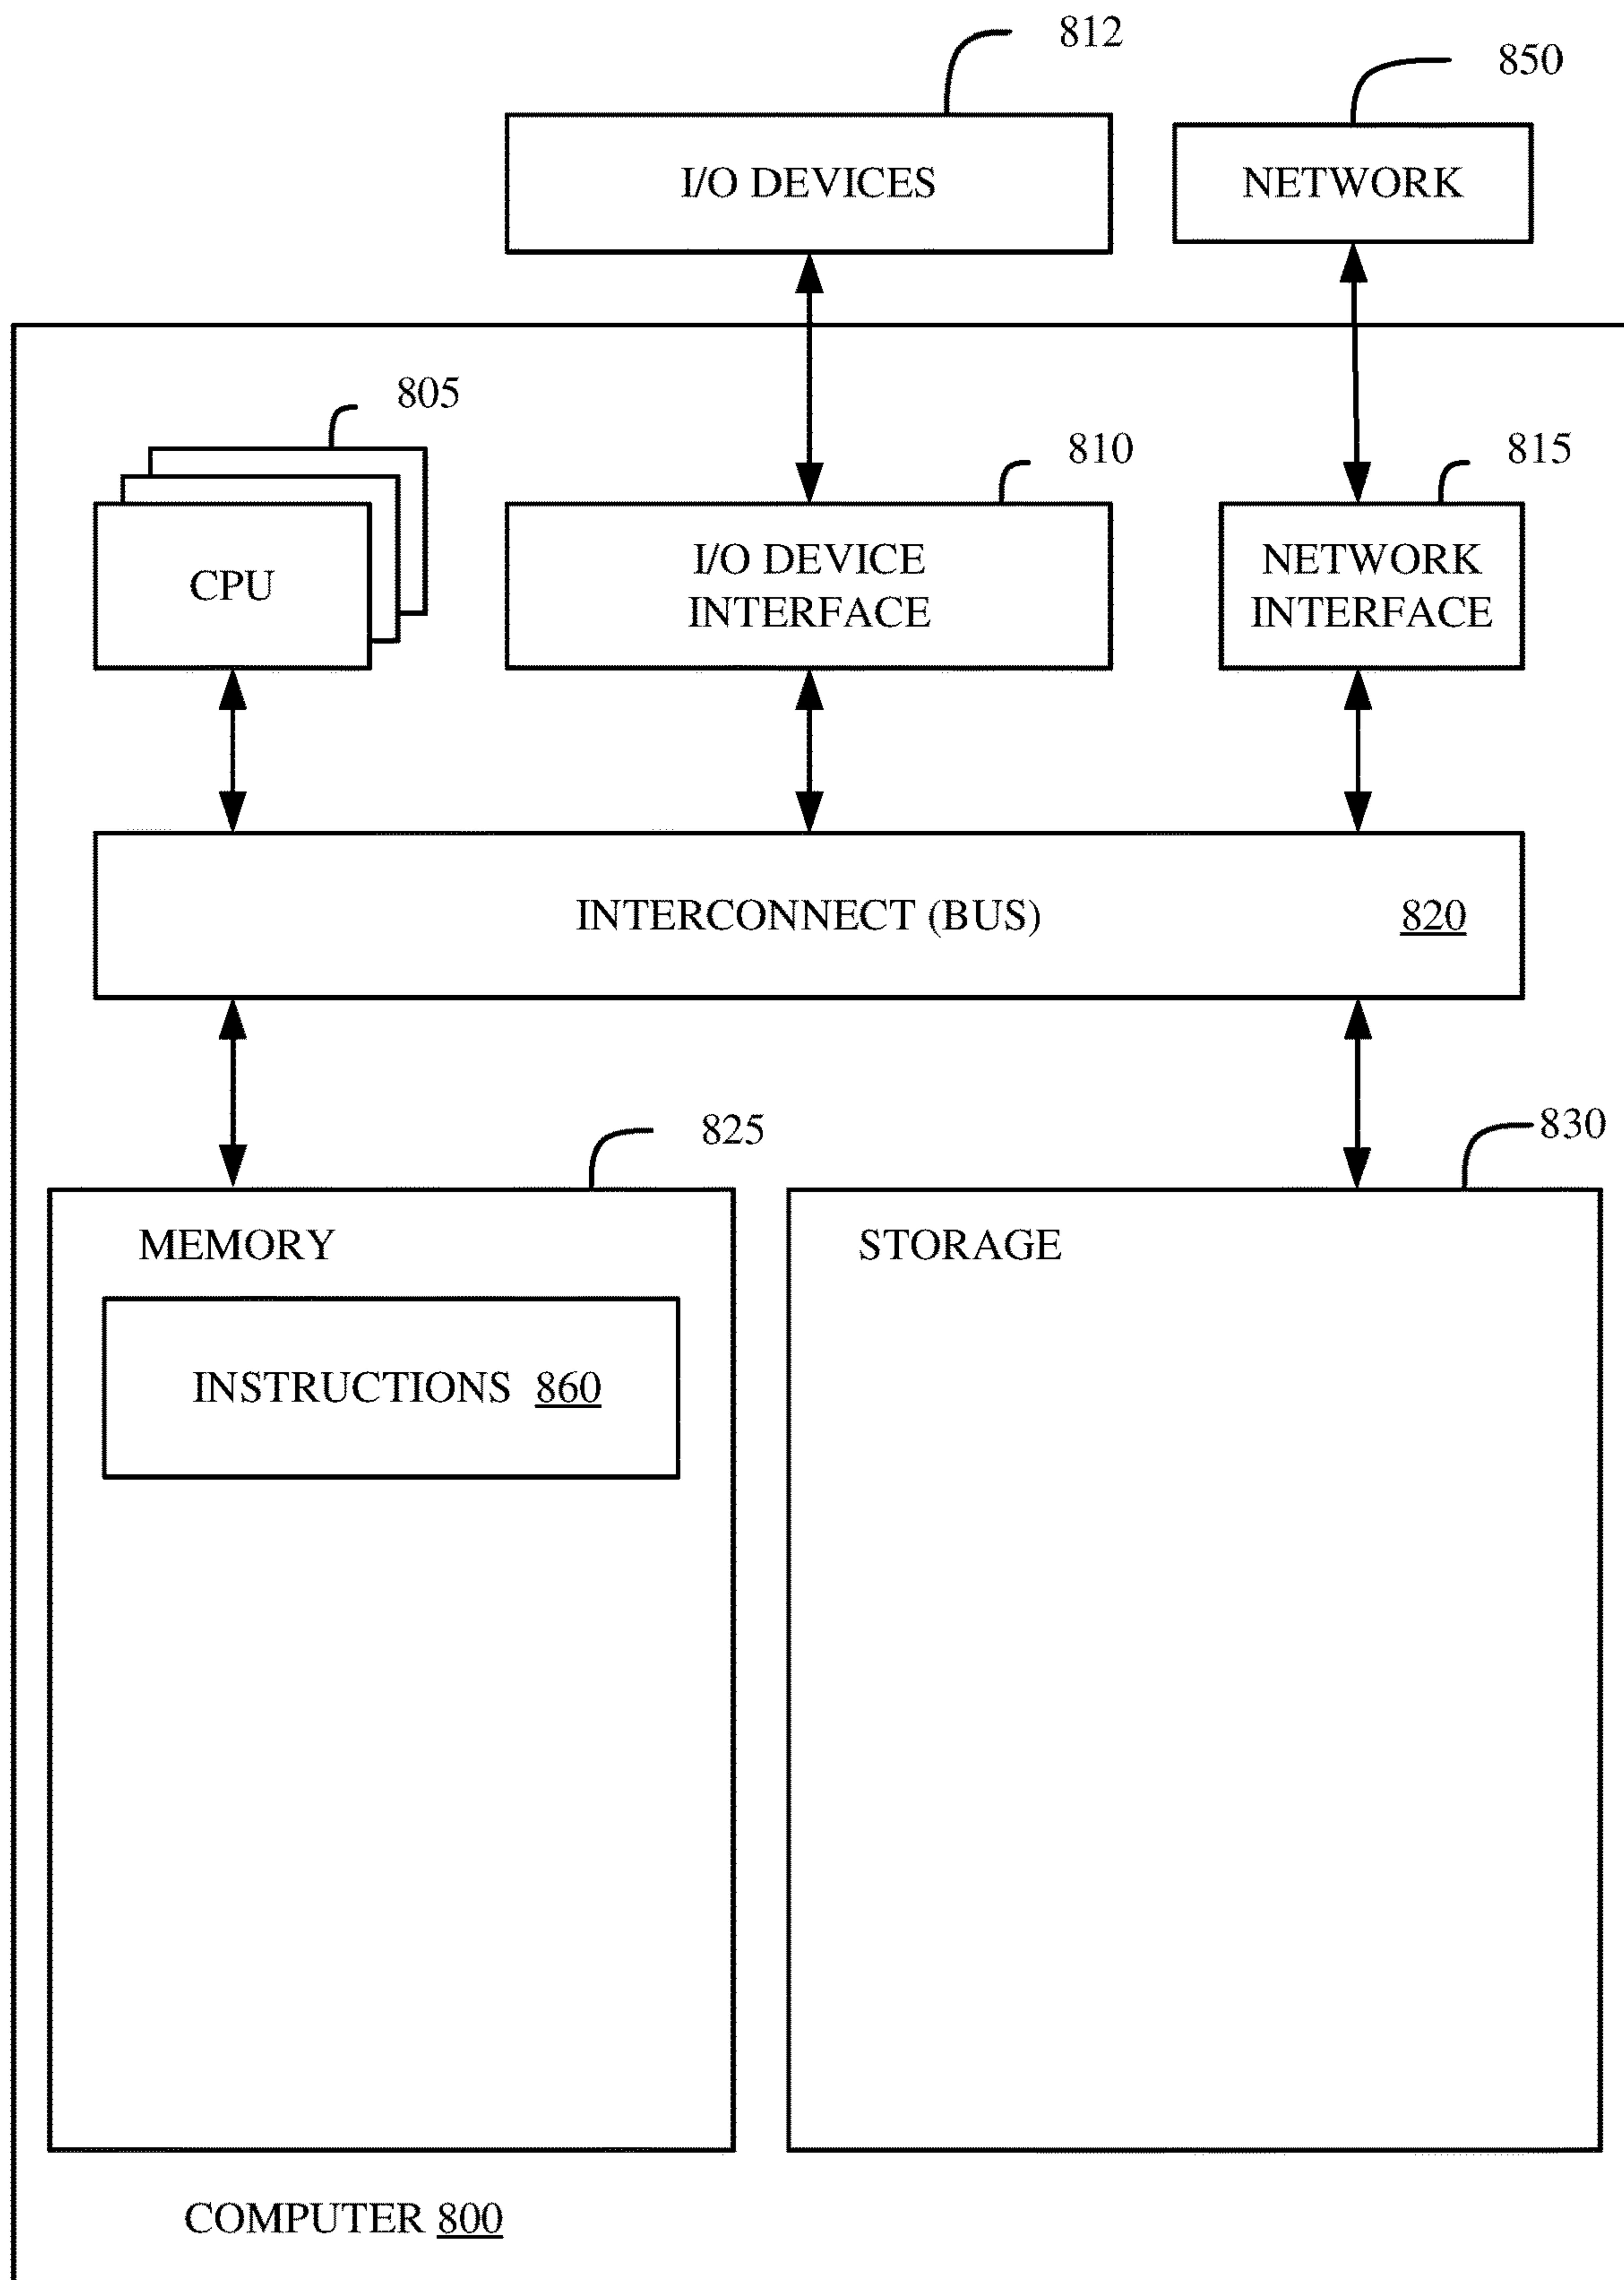 812
850
I/O DEVICES
NETWORK
805
810
815
CPU
I/O DEVICE
INTERFACE
NETWORK
INTERFACE
INTERCONNECT (BUS) 820
825
830
MEMORY
STORAGE
INSTRUCTIONS 860
COMPUTER 800